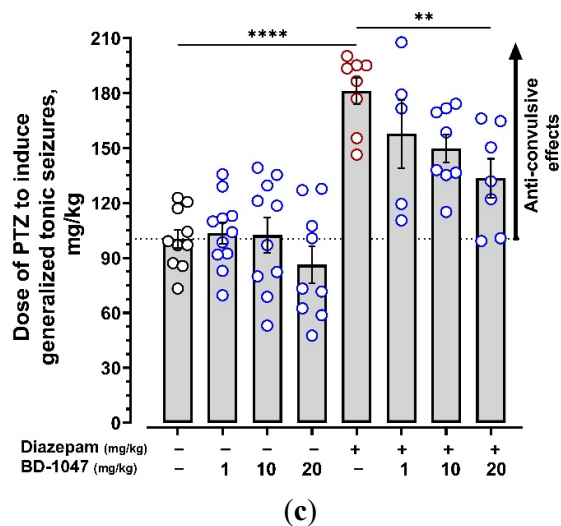 **** **
Dose of PTZ to induce
generalized tonic seizures,
mg/kg
210
180
150
120
90
60
30
0
Anti-convulsive
effects
Diazepam (mg/kg) – – – – + + + +
BD-1047 (mg/kg) – 1 10 20 – 1 10 20
(c)